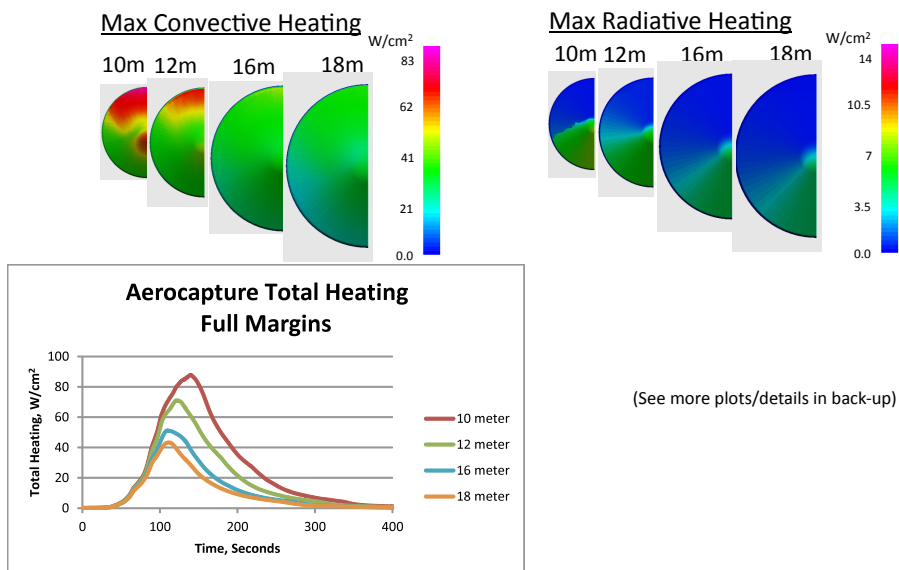 Max Convective Heating
W/cm²
10m 12m 16m 18m
83
62
41
21
0.0
Max Radiative Heating
W/cm²
10m 12m 16m 18m
14
10.5
7
3.5
0.0
Aerocapture Total Heating
Full Margins
Total Heating, W/cm²
100
80
60
40
20
0
0 100 200 300 400
Time, Seconds
10 meter
12 meter
16 meter
18 meter
(See more plots/details in back-up)